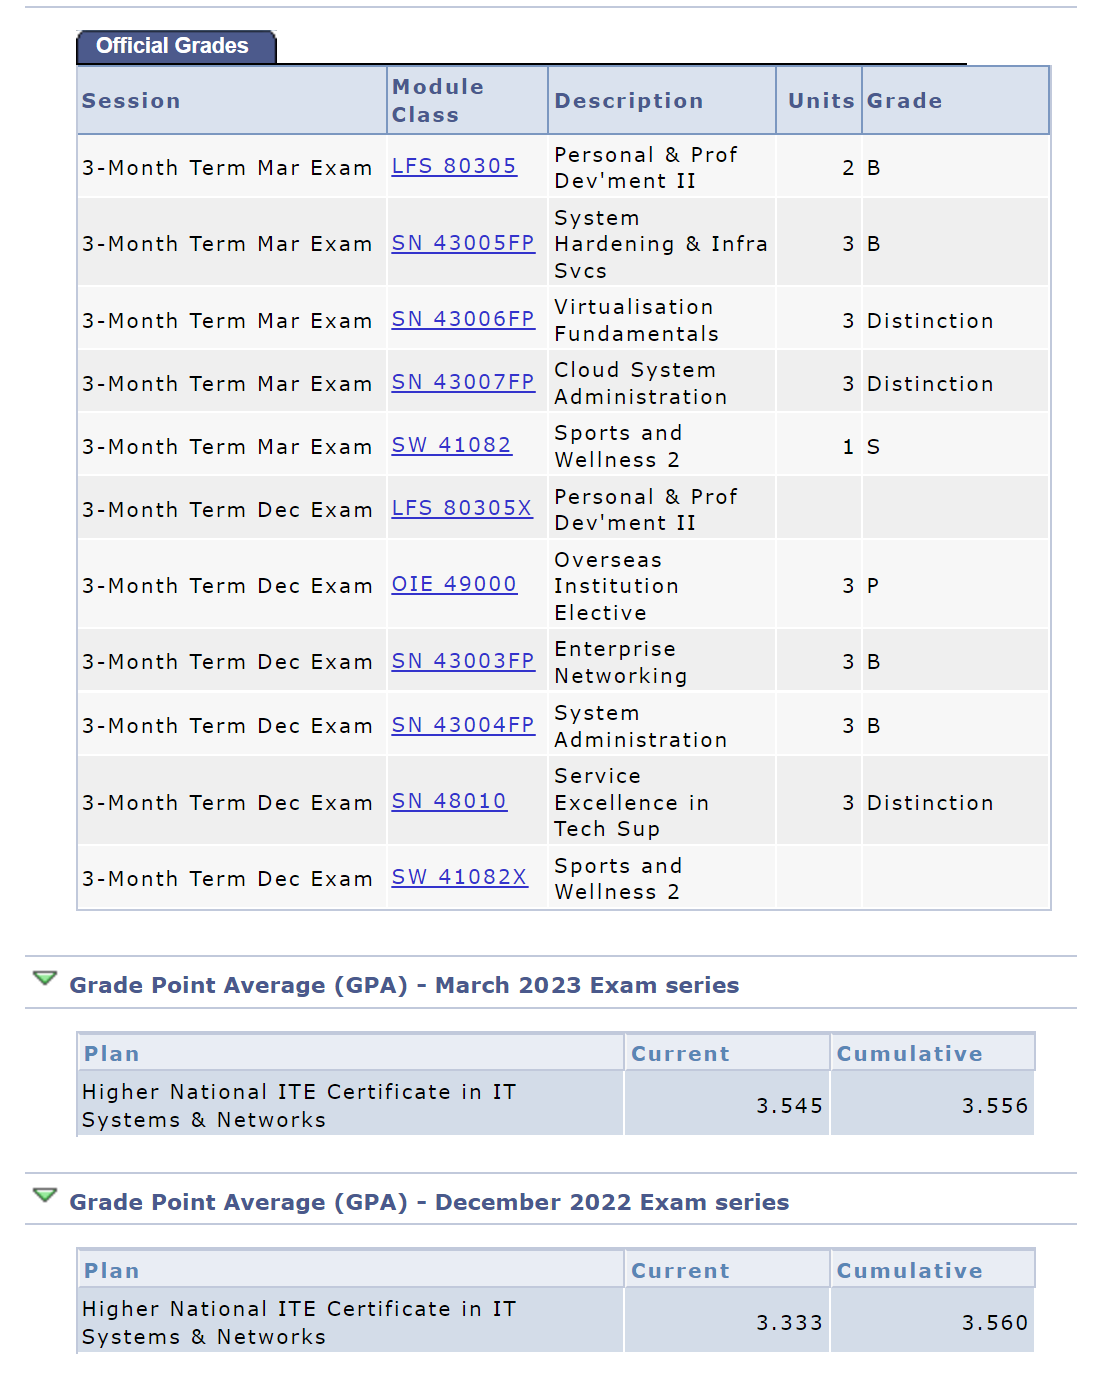 Official Grades
Session Module Class Description Units Grade
3-Month Term Mar Exam LFS 80305 Personal & Prof Dev'ment II 2 B
3-Month Term Mar Exam SN 43005FP System Hardening & Infra Svcs 3 B
3-Month Term Mar Exam SN 43006FP Virtualisation Fundamentals 3 Distinction
3-Month Term Mar Exam SN 43007FP Cloud System Administration 3 Distinction
3-Month Term Mar Exam SW 41082 Sports and Wellness 2 1 S
3-Month Term Dec Exam LFS 80305X Personal & Prof Dev'ment II
3-Month Term Dec Exam OIE 49000 Overseas Institution Elective 3 P
3-Month Term Dec Exam SN 43003FP Enterprise Networking 3 B
3-Month Term Dec Exam SN 43004FP System Administration 3 B
3-Month Term Dec Exam SN 48010 Service Excellence in Tech Sup 3 Distinction
3-Month Term Dec Exam SW 41082X Sports and Wellness 2
Grade Point Average (GPA) - March 2023 Exam series
Plan Current Cumulative
Higher National ITE Certificate in IT
Systems & Networks 3.545 3.556
Grade Point Average (GPA) - December 2022 Exam series
Plan Current Cumulative
Higher National ITE Certificate in IT
Systems & Networks 3.333 3.560